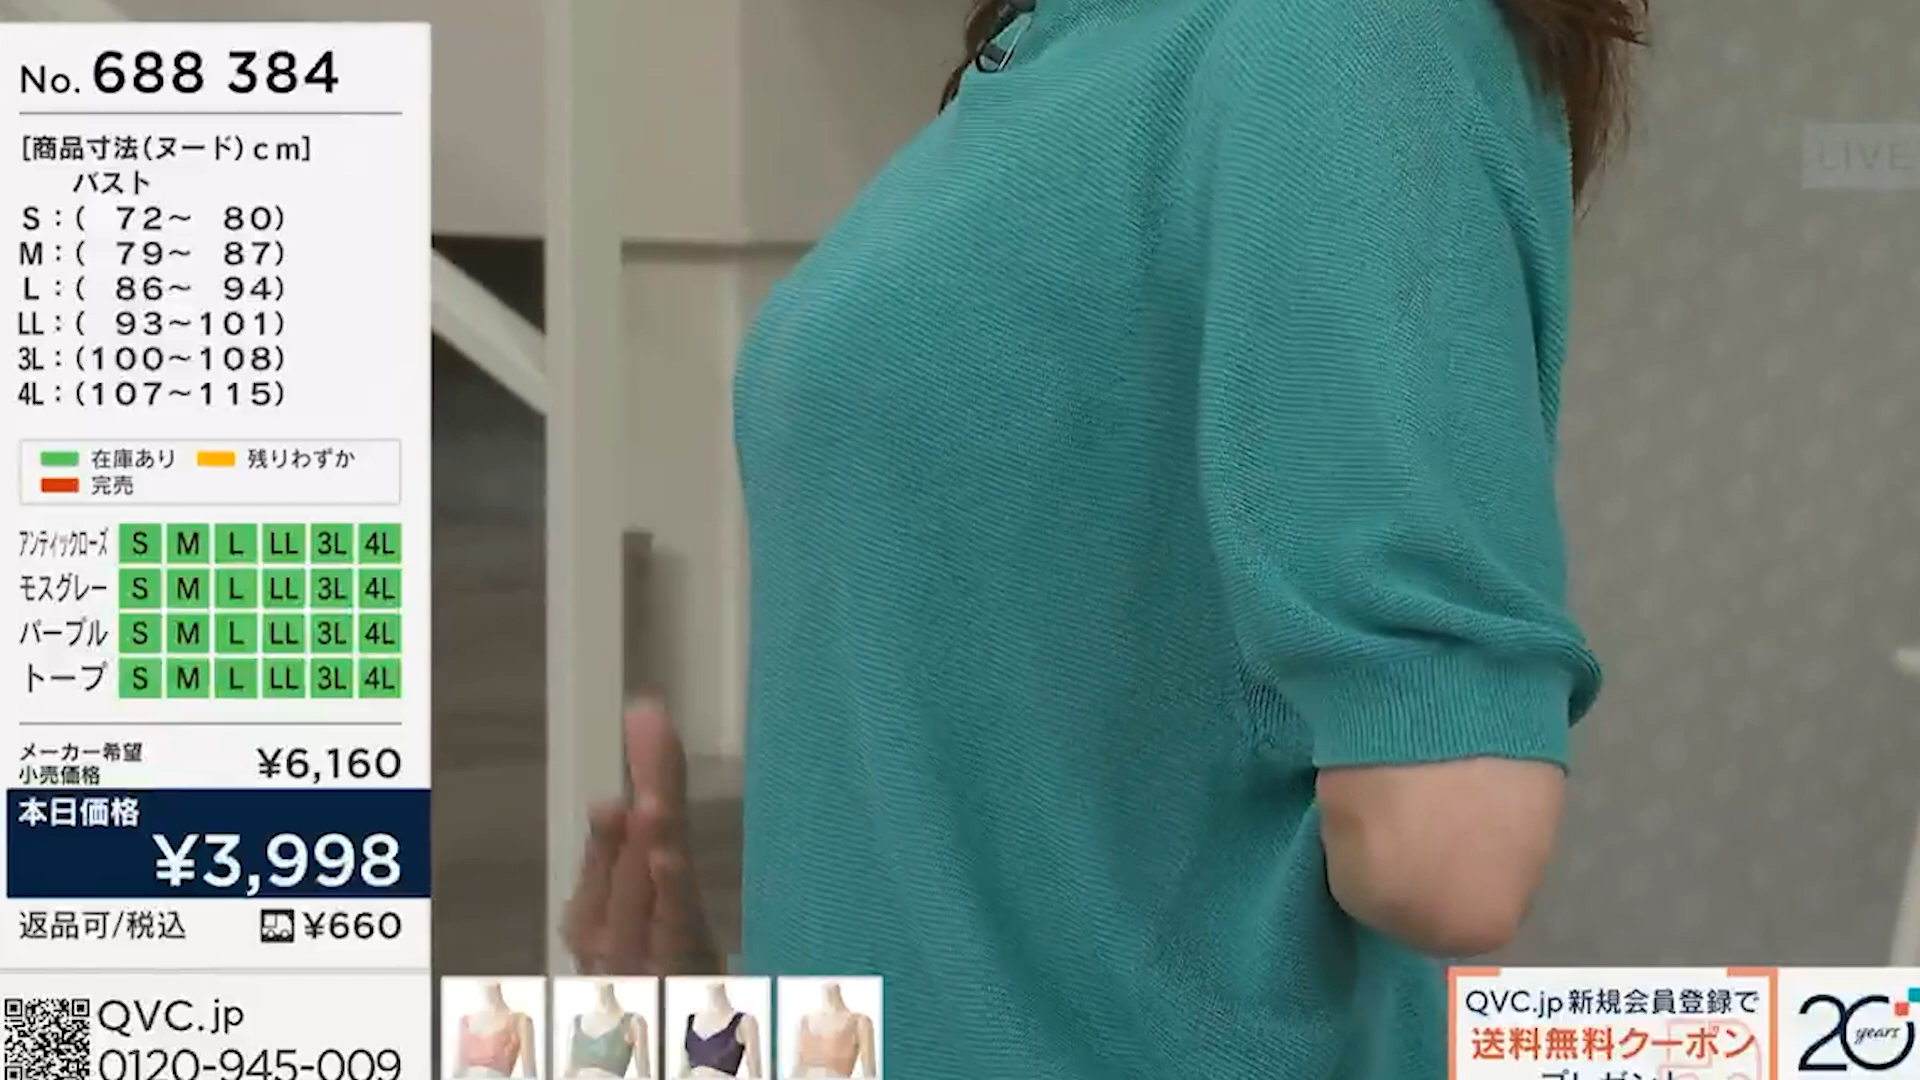 No. 688 384
[商品寸法(ヌード)cm]
バスト
S:( 72~ 80)
M:( 79~ 87)
L:( 86~ 94)
LL:( 93~101)
3L:(100~108)
4L:(107~115)
在庫あり 残りわずか
完売
アンティックローズ S M L LL 3L 4L
モスグレー S M L LL 3L 4L
パープル S M L LL 3L 4L
トープ S M L LL 3L 4L
メーカー希望
小売価格 ¥6,160
本日価格
¥3,998
返品可/税込 ¥660
QVC.jp
0120-945-009
LIVE
QVC.jp新規会員登録で
送料無料クーポン
20 years